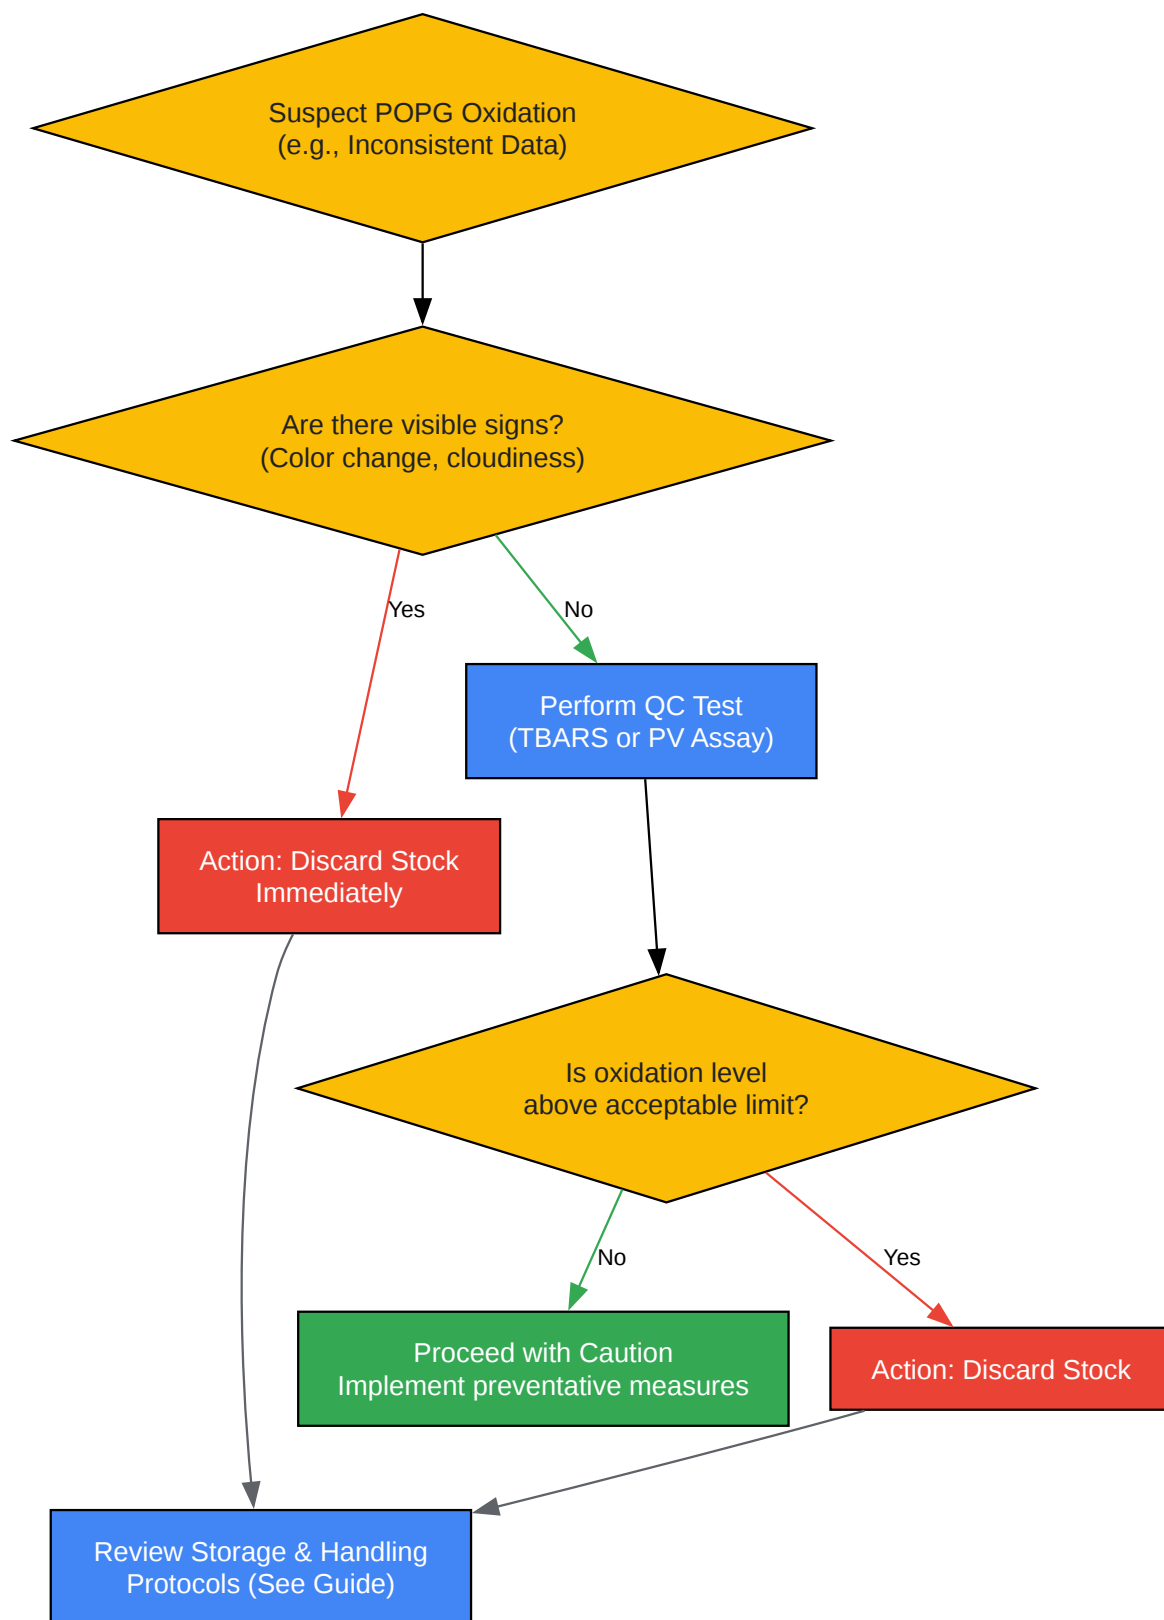 Suspect POPG Oxidation
(e.g., Inconsistent Data)
Are there visible signs?
(Color change, cloudiness)
Yes
No
Perform QC Test
(TBARS or PV Assay)
Action: Discard Stock
Immediately
Is oxidation level
above acceptable limit?
No
Yes
Proceed with Caution
Implement preventative measures
Action: Discard Stock
Review Storage & Handling
Protocols (See Guide)